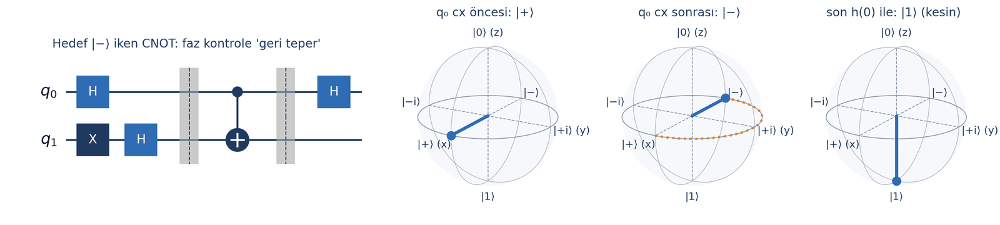 Hedef |−⟩ iken CNOT: faz kontrole 'geri teper'
q₀
H
H
q₁
X
H
q₀ cx öncesi: |+⟩
|0⟩ (z)
|−⟩
|−i⟩
|+i⟩ (y)
|+⟩ (x)
|1⟩
q₀ cx sonrası: |−⟩
|0⟩ (z)
|−⟩
|−i⟩
|+i⟩ (y)
|+⟩ (x)
|1⟩
son h(0) ile: |1⟩ (kesin)
|0⟩ (z)
|−⟩
|−i⟩
|+i⟩ (y)
|+⟩ (x)
|1⟩